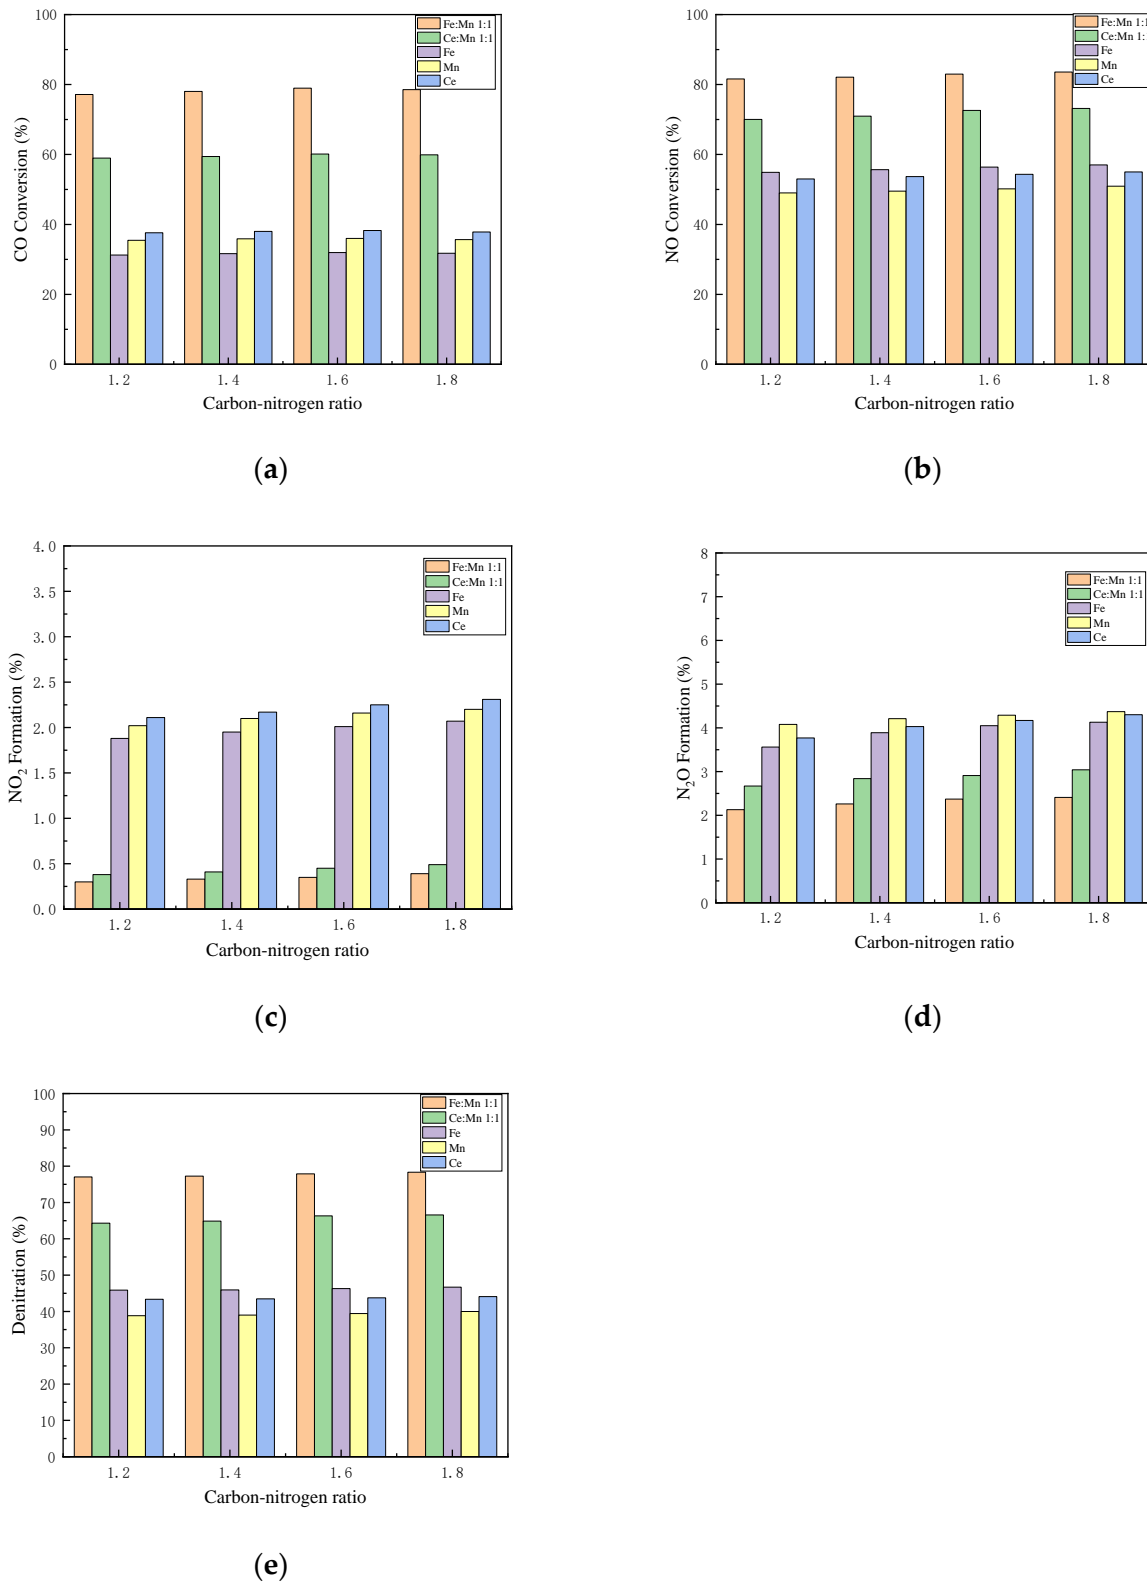 100
80
60
40
20
0
CO Conversion (%)
Fe:Mn 1:1
Ce:Mn 1:1
Fe
Mn
Ce
1.2 1.4 1.6 1.8
Carbon-nitrogen ratio
(a)
100
80
60
40
20
0
NO Conversion (%)
Fe:Mn 1:1
Ce:Mn 1:
Fe
Mn
Ce
1.2 1.4 1.6 1.8
Carbon-nitrogen ratio
(b)
4.0
3.5
3.0
2.5
2.0
1.5
1.0
0.5
0.0
NO₂ Formation (%)
Fe:Mn 1:1
Ce:Mn 1:1
Fe
Mn
Ce
1.2 1.4 1.6 1.8
Carbon-nitrogen ratio
(c)
8
7
6
5
4
3
2
1
0
N₂O Formation (%)
Fe:Mn 1:1
Ce:Mn 1:1
Fe
Mn
Ce
1.2 1.4 1.6 1.8
Carbon-nitrogen ratio
(d)
100
90
80
70
60
50
40
30
20
10
0
Denitration (%)
Fe:Mn 1:1
Ce:Mn 1:1
Fe
Mn
Ce
1.2 1.4 1.6 1.8
Carbon-nitrogen ratio
(e)